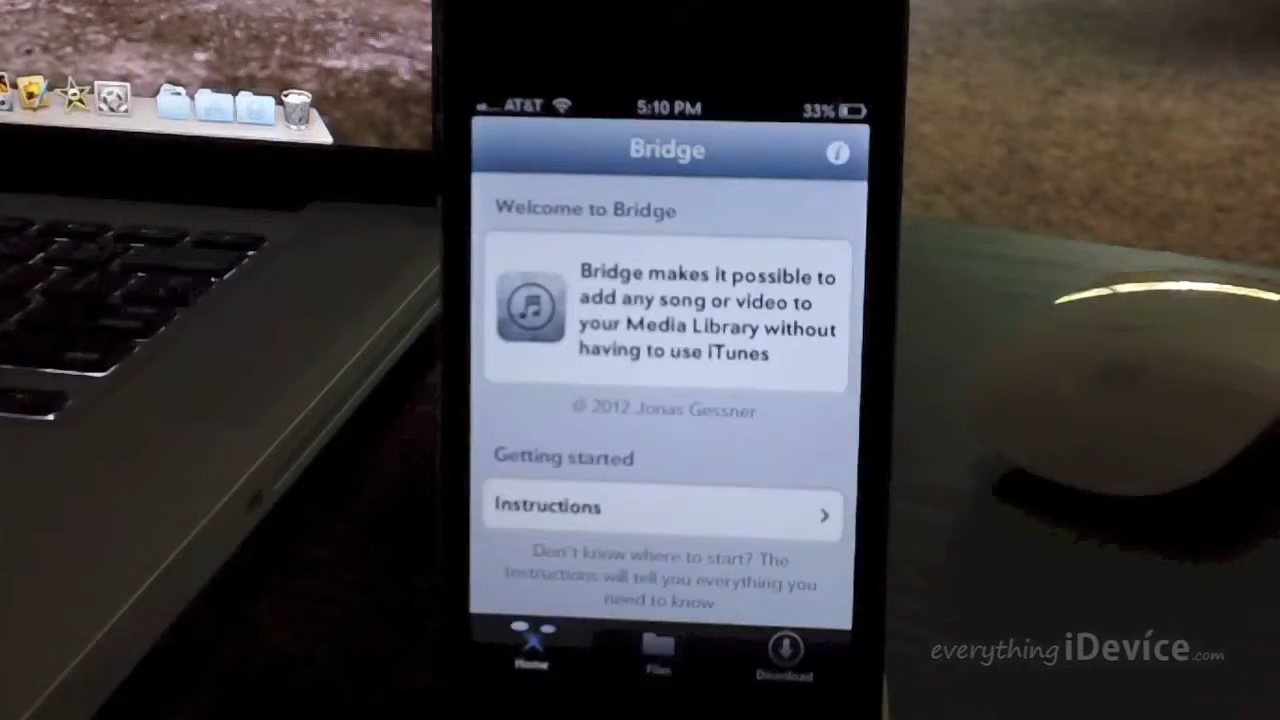 AT&T 5:10 PM 33%
Bridge
Welcome to Bridge
Bridge makes it possible to
add any song or video to
your Media Library without
having to use iTunes
© 2012 Jonas Gessner
Getting started
Instructions
Don't know where to start? The
Instructions will tell you everything you
need to know
Home Files Download
everythingiDevice.com